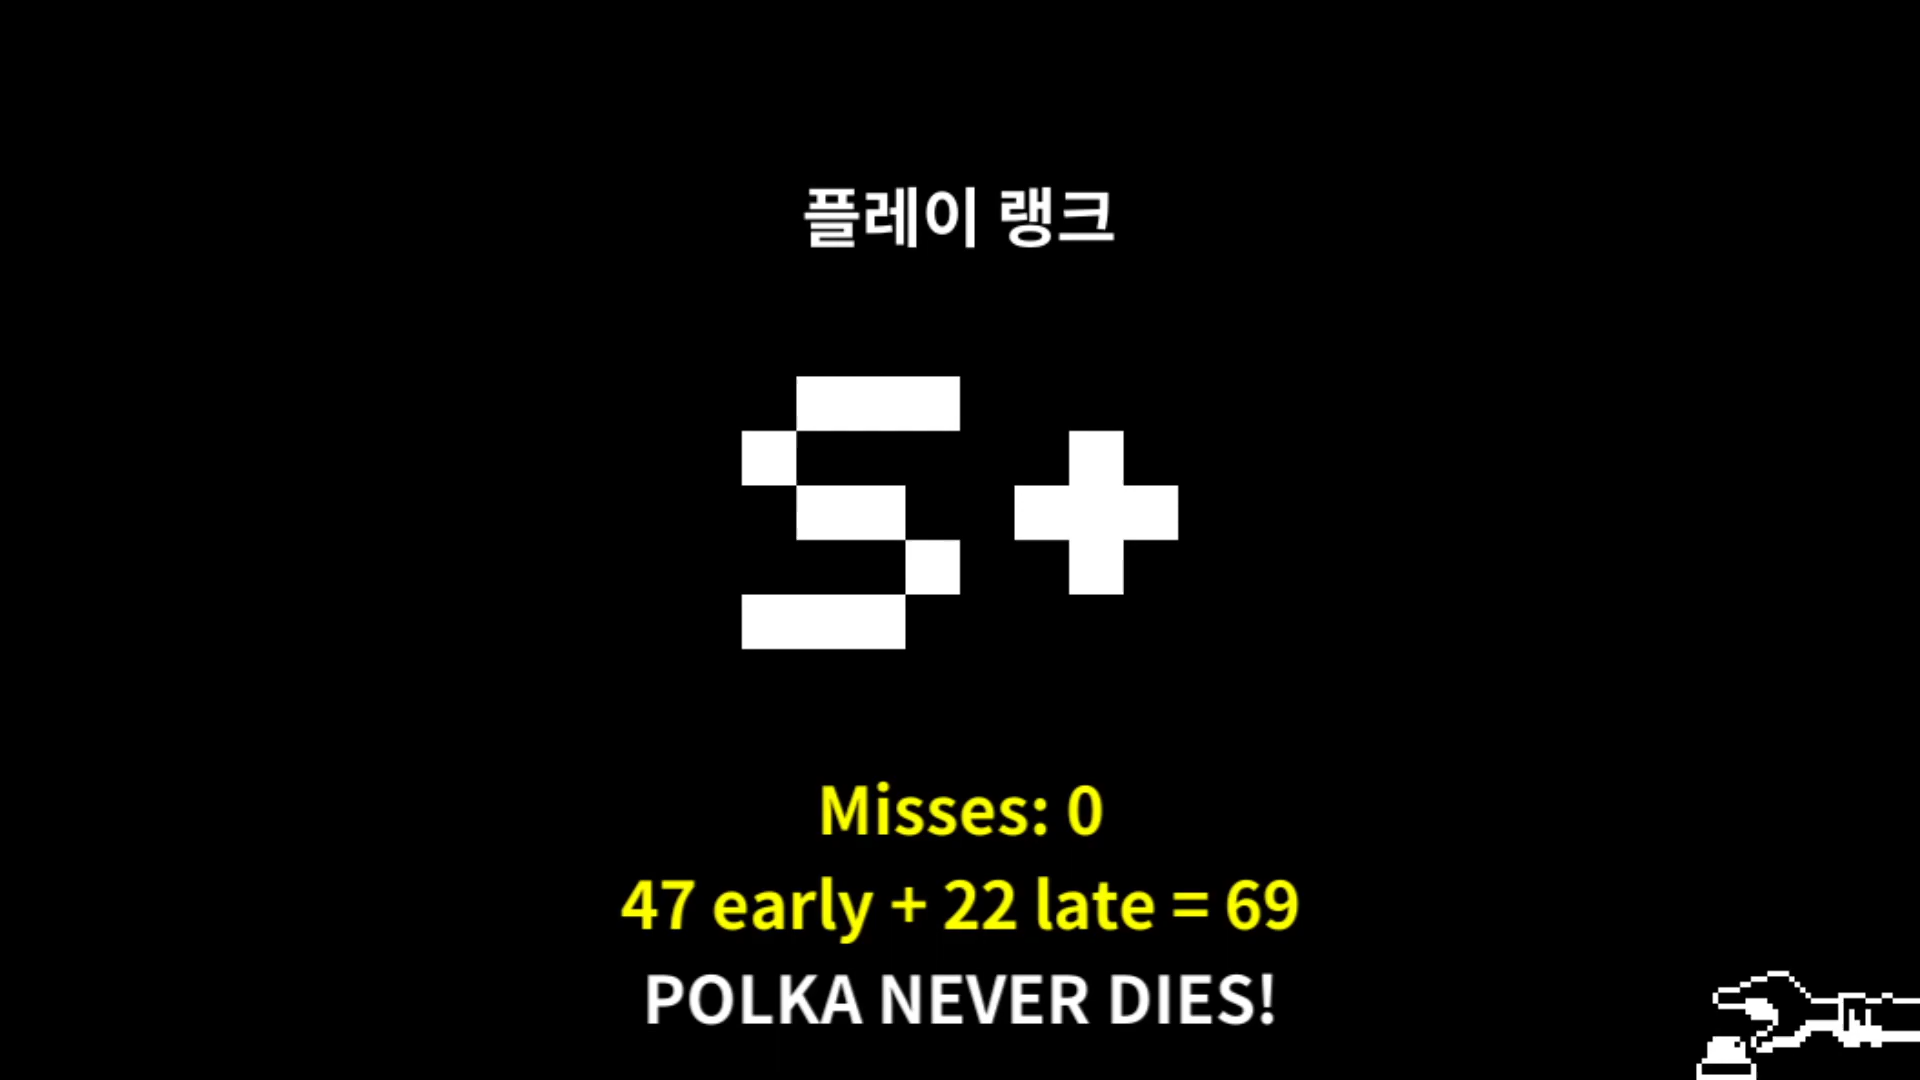 플레이 랭크
S+
Misses: 0
47 early + 22 late = 69
POLKA NEVER DIES!